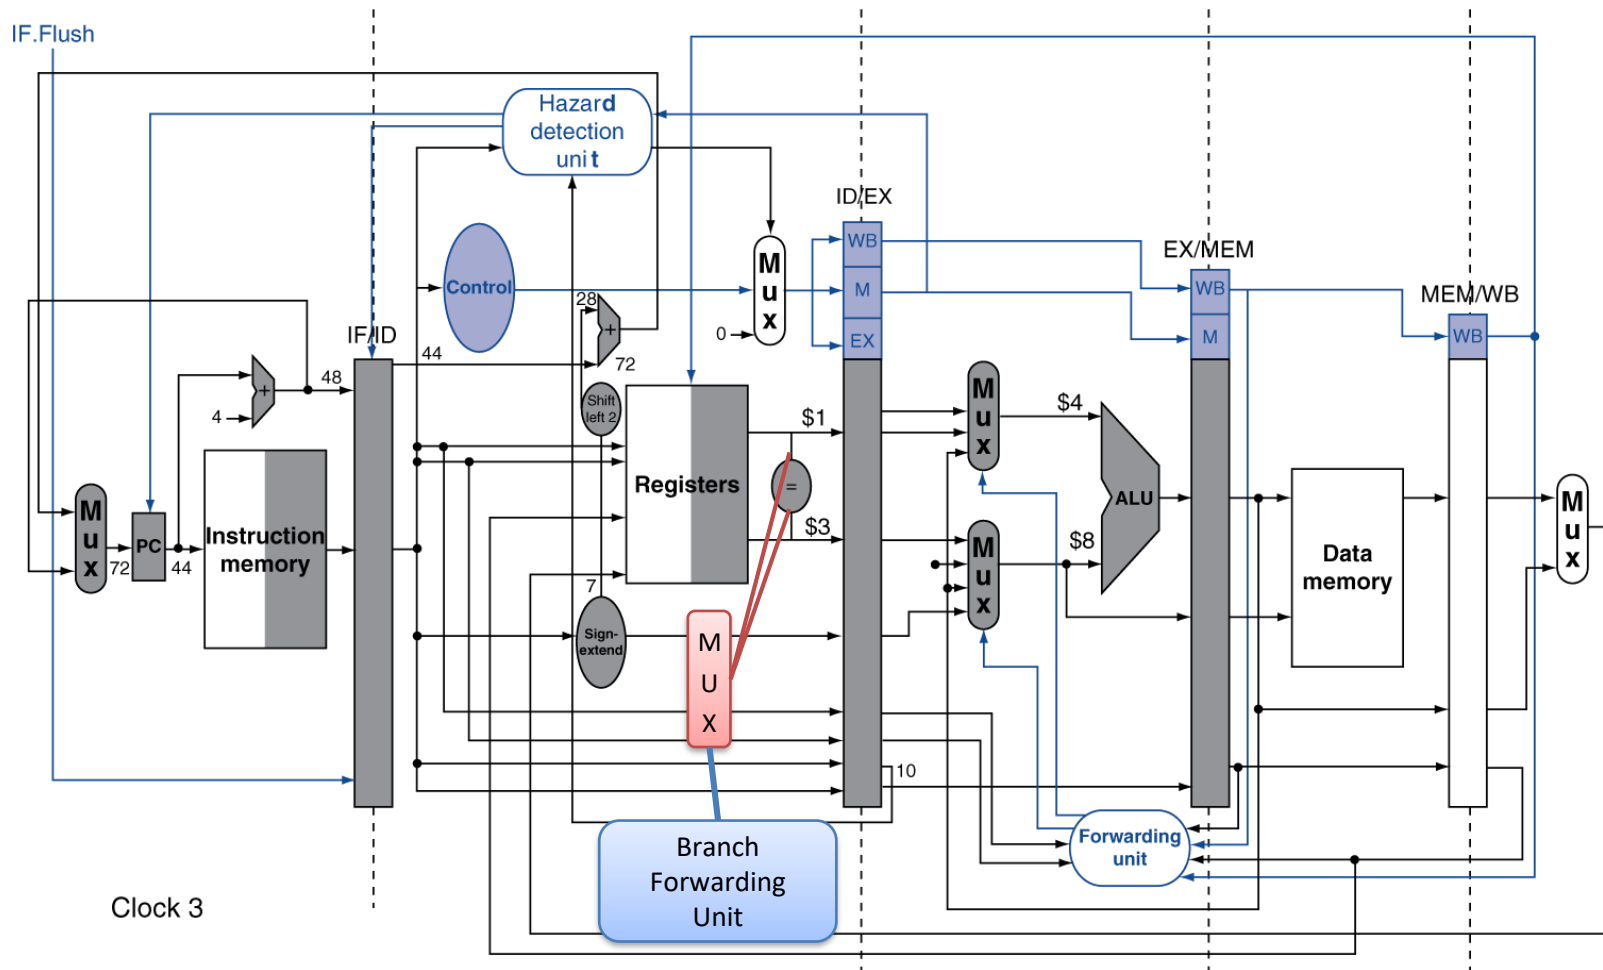 IF.Flush
Hazard
detection
unit
ID/EX
WB
M
EX
Control
M
u
x
0
EX/MEM
WB
M
MEM/WB
WB
28
+
72
IF/ID
44
48
+
4
Shift
left 2
$1
=
$3
Registers
M
u
x
$4
ALU
M
u
x
$8
M
u
x
72
PC
44
Instruction
memory
Data
memory
M
u
x
7
Sign-
extend
M
U
X
10
Forwarding
unit
Branch
Forwarding
Unit
Clock 3